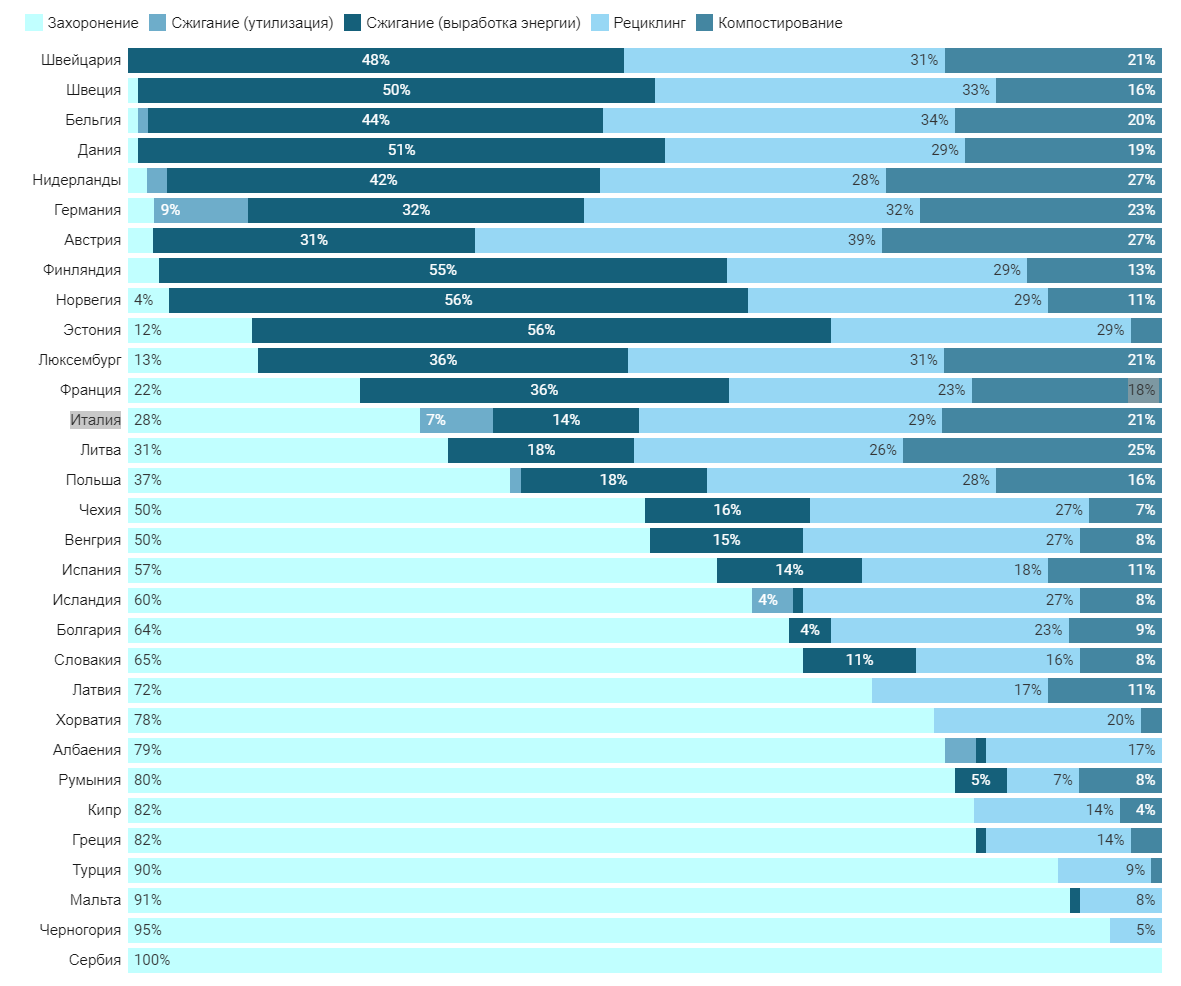 Захоронение Сжигание (утилизация) Сжигание (выработка энергии) Рециклинг Компостирование
Швейцария 48% 31% 21%
Швеция 50% 33% 16%
Бельгия 44% 34% 20%
Дания 51% 29% 19%
Нидерланды 42% 28% 27%
Германия 9% 32% 32% 23%
Австрия 31% 39% 27%
Финляндия 55% 29% 13%
Норвегия 4% 56% 29% 11%
Эстония 12% 56% 29%
Люксембург 13% 36% 31% 21%
Франция 22% 36% 23% 18%
Италия 28% 7% 14% 29% 21%
Литва 31% 18% 26% 25%
Польша 37% 18% 28% 16%
Чехия 50% 16% 27% 7%
Венгрия 50% 15% 27% 8%
Испания 57% 14% 18% 11%
Исландия 60% 4% 27% 8%
Болгария 64% 4% 23% 9%
Словакия 65% 11% 16% 8%
Латвия 72% 17% 11%
Хорватия 78% 20%
Албаения 79% 17%
Румыния 80% 5% 7% 8%
Кипр 82% 14% 4%
Греция 82% 14%
Турция 90% 9%
Мальта 91% 8%
Черногория 95% 5%
Сербия 100%